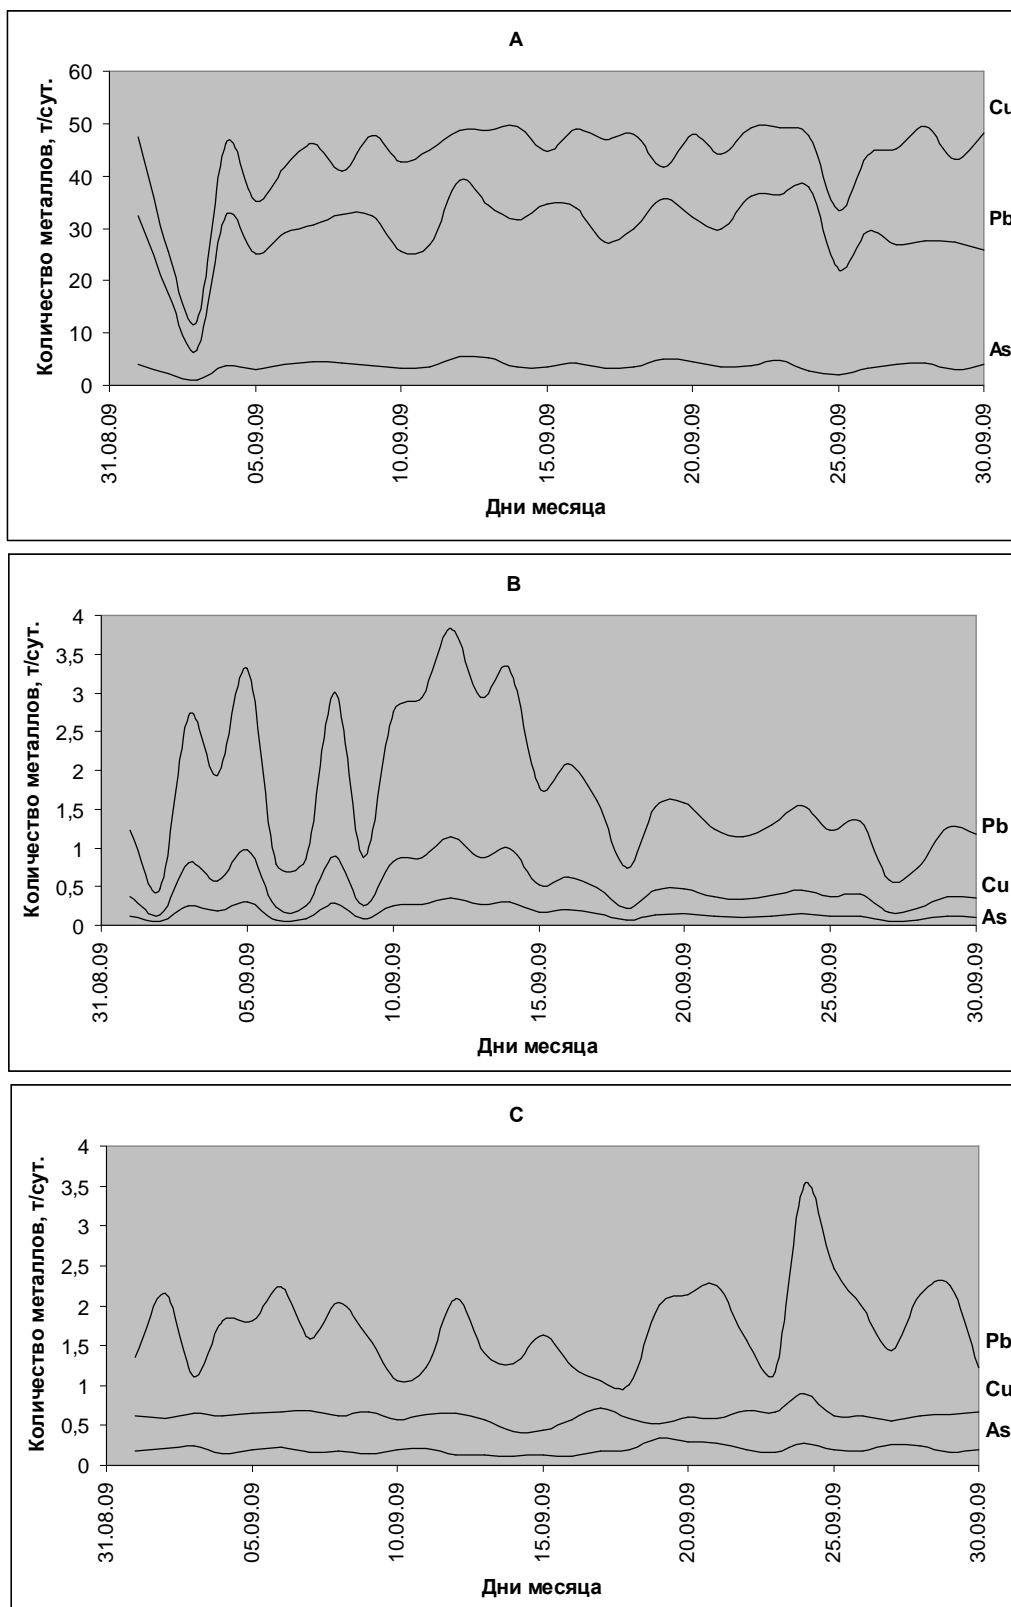 A
Количество металлов, т/сут.
60
50
40
30
20
10
0
Cu
Pb
As
31.08.09
05.09.09
10.09.09
15.09.09
20.09.09
25.09.09
30.09.09
Дни месяца
B
Количество металлов, т/сут.
4
3,5
3
2,5
2
1,5
1
0,5
0
Pb
Cu
As
31.08.09
05.09.09
10.09.09
15.09.09
20.09.09
25.09.09
30.09.09
Дни месяца
C
Количество металлов, т/сут.
4
3,5
3
2,5
2
1,5
1
0,5
0
Pb
Cu
As
31.08.09
05.09.09
10.09.09
15.09.09
20.09.09
25.09.09
30.09.09
Дни месяца